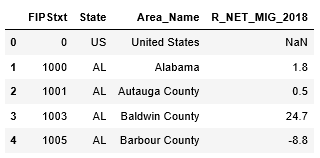 FIPStxt State Area_Name R_NET_MIG_2018
0 0 US United States NaN
1 1000 AL Alabama 1.8
2 1001 AL Autauga County 0.5
3 1003 AL Baldwin County 24.7
4 1005 AL Barbour County -8.8